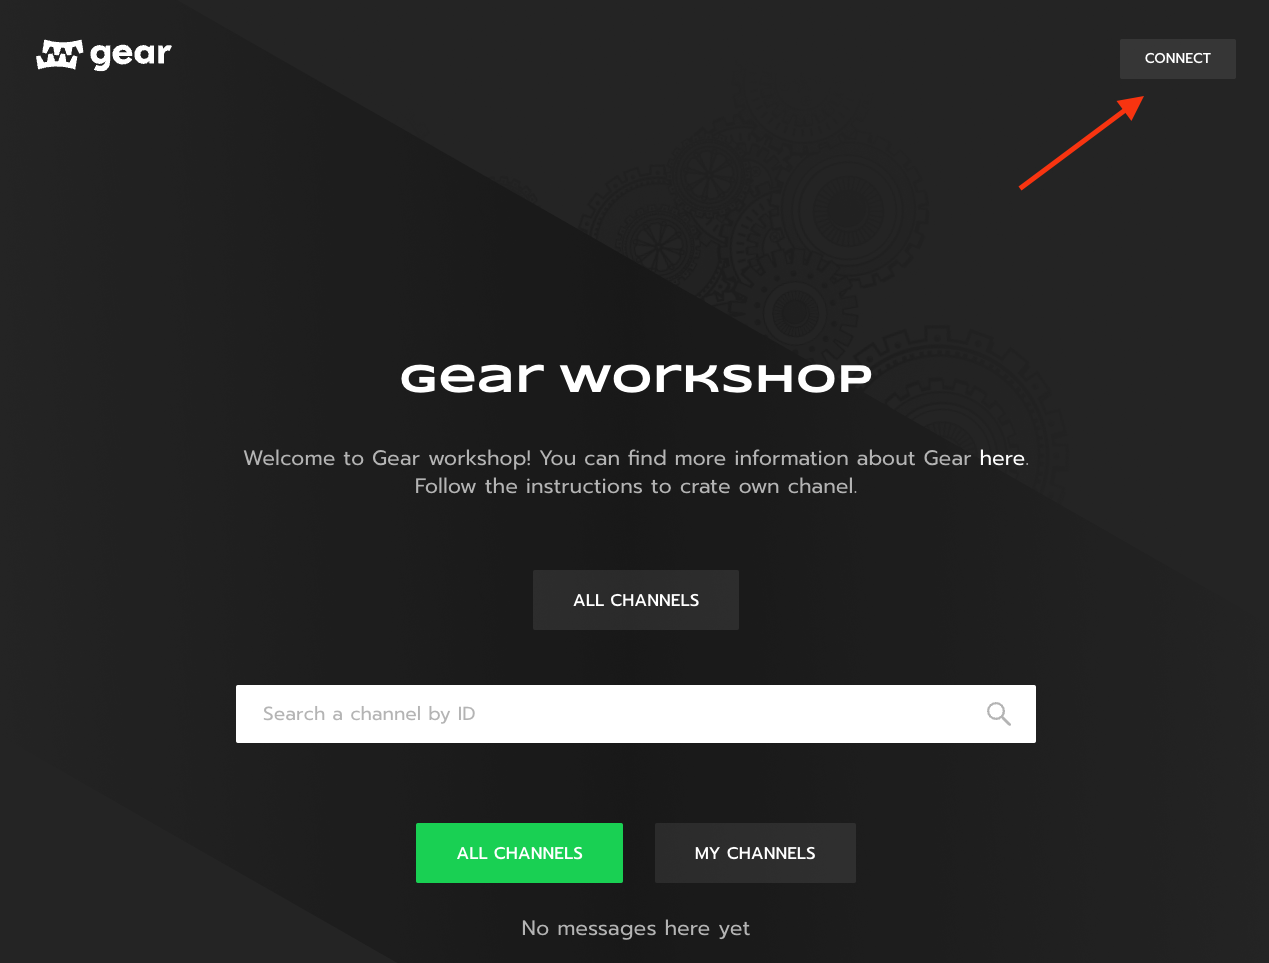 gear
CONNECT
Gear Workshop
Welcome to Gear workshop! You can find more information about Gear here.
Follow the instructions to crate own chanel.
ALL CHANNELS
Search a channel by ID
ALL CHANNELS
MY CHANNELS
No messages here yet